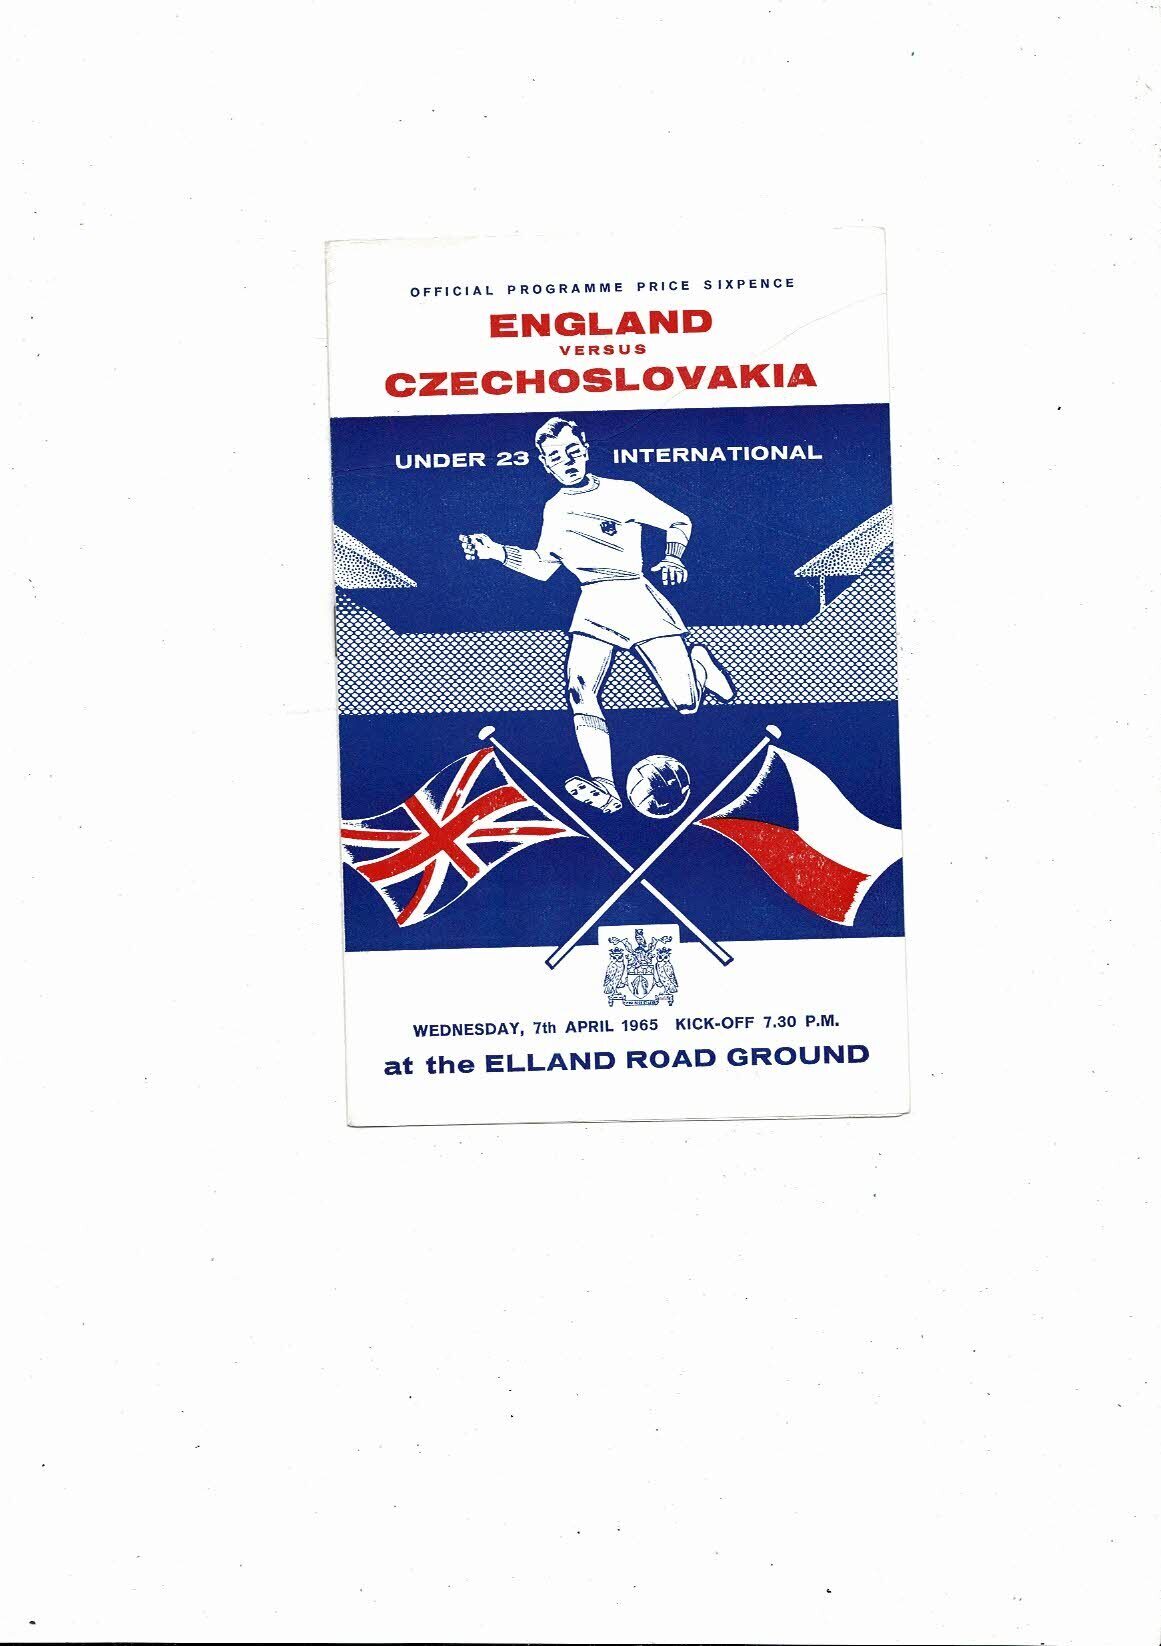 OFFICIAL PROGRAMME PRICE SIXPENCE
ENGLAND
VERSUS
CZECHOSLOVAKIA
UNDER 23 INTERNATIONAL
WEDNESDAY, 7th APRIL 1965 KICK-OFF 7.30 P.M.
at the ELLAND ROAD GROUND